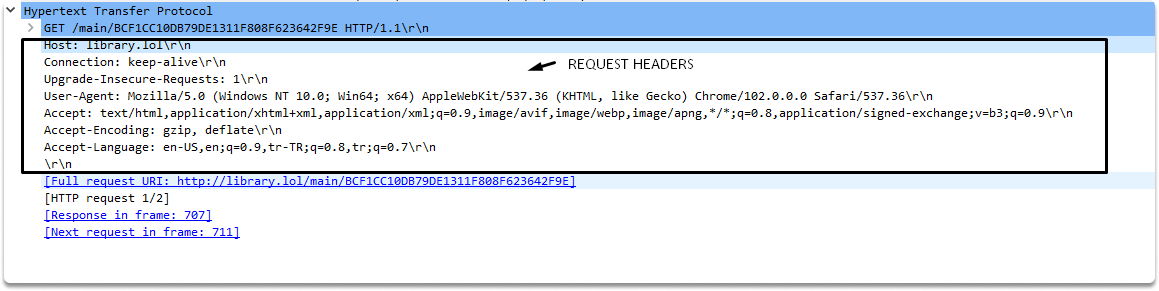 Hypertext Transfer Protocol
GET /main/BCF1CC10DB79DE1311F808F623642F9E HTTP/1.1\r\n
Host: library.lol\r\n
Connection: keep-alive\r\n
REQUEST HEADERS
Upgrade-Insecure-Requests: 1\r\n
User-Agent: Mozilla/5.0 (Windows NT 10.0; Win64; x64) AppleWebKit/537.36 (KHTML, like Gecko) Chrome/102.0.0.0 Safari/537.36\r\n
Accept: text/html,application/xhtml+xml,application/xml;q=0.9,image/avif,image/webp,image/apng,*/*;q=0.8,application/signed-exchange;v=b3;q=0.9\r\n
Accept-Encoding: gzip, deflate\r\n
Accept-Language: en-US,en;q=0.9,tr-TR;q=0.8,tr;q=0.7\r\n
\r\n
[Full request URI: http://library.lol/main/BCF1CC10DB79DE1311F808F623642F9E]
[HTTP request 1/2]
[Response in frame: 707]
[Next request in frame: 711]